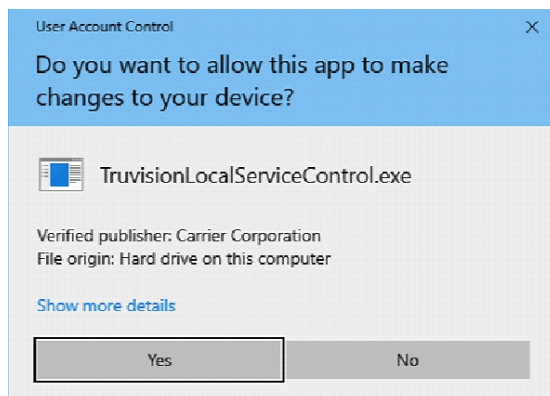 User Account Control
Do you want to allow this app to make
changes to your device?
TruvisionLocalServiceControl.exe
Verified publisher: Carrier Corporation
File origin: Hard drive on this computer
Show more details
Yes
No